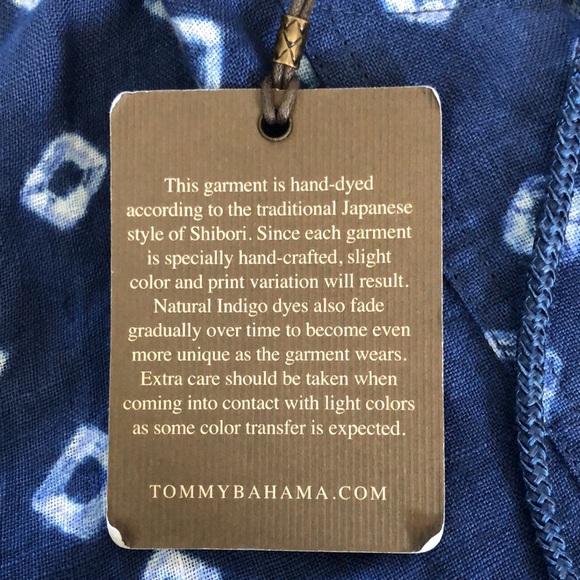 This garment is hand-dyed
according to the traditional Japanese
style of Shibori. Since each garment
is specially hand-crafted, slight
color and print variation will result.
Natural Indigo dyes also fade
gradually over time to become even
more unique as the garment wears.
Extra care should be taken when
coming into contact with light colors
as some color transfer is expected.
TOMMYBAHAMA.COM